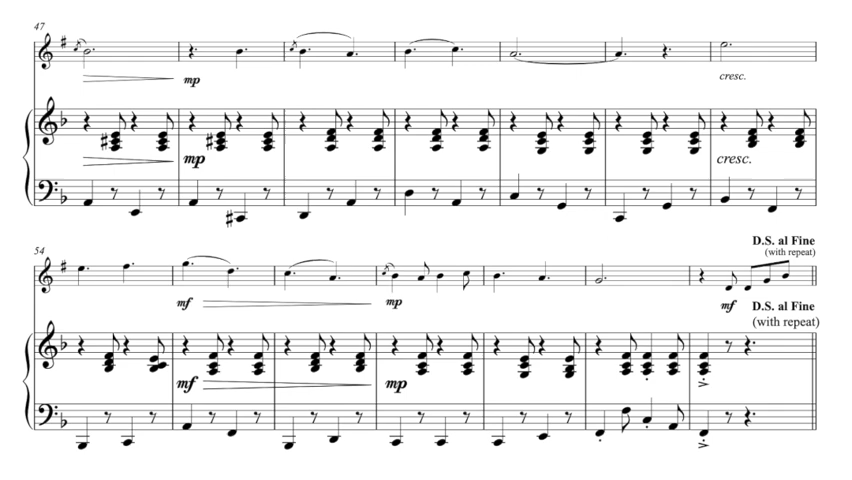 47
mp
cresc.
mp
cresc.
54
D.S. al Fine
(with repeat)
mf
mp
mf
D.S. al Fine
(with repeat)
mf
mp